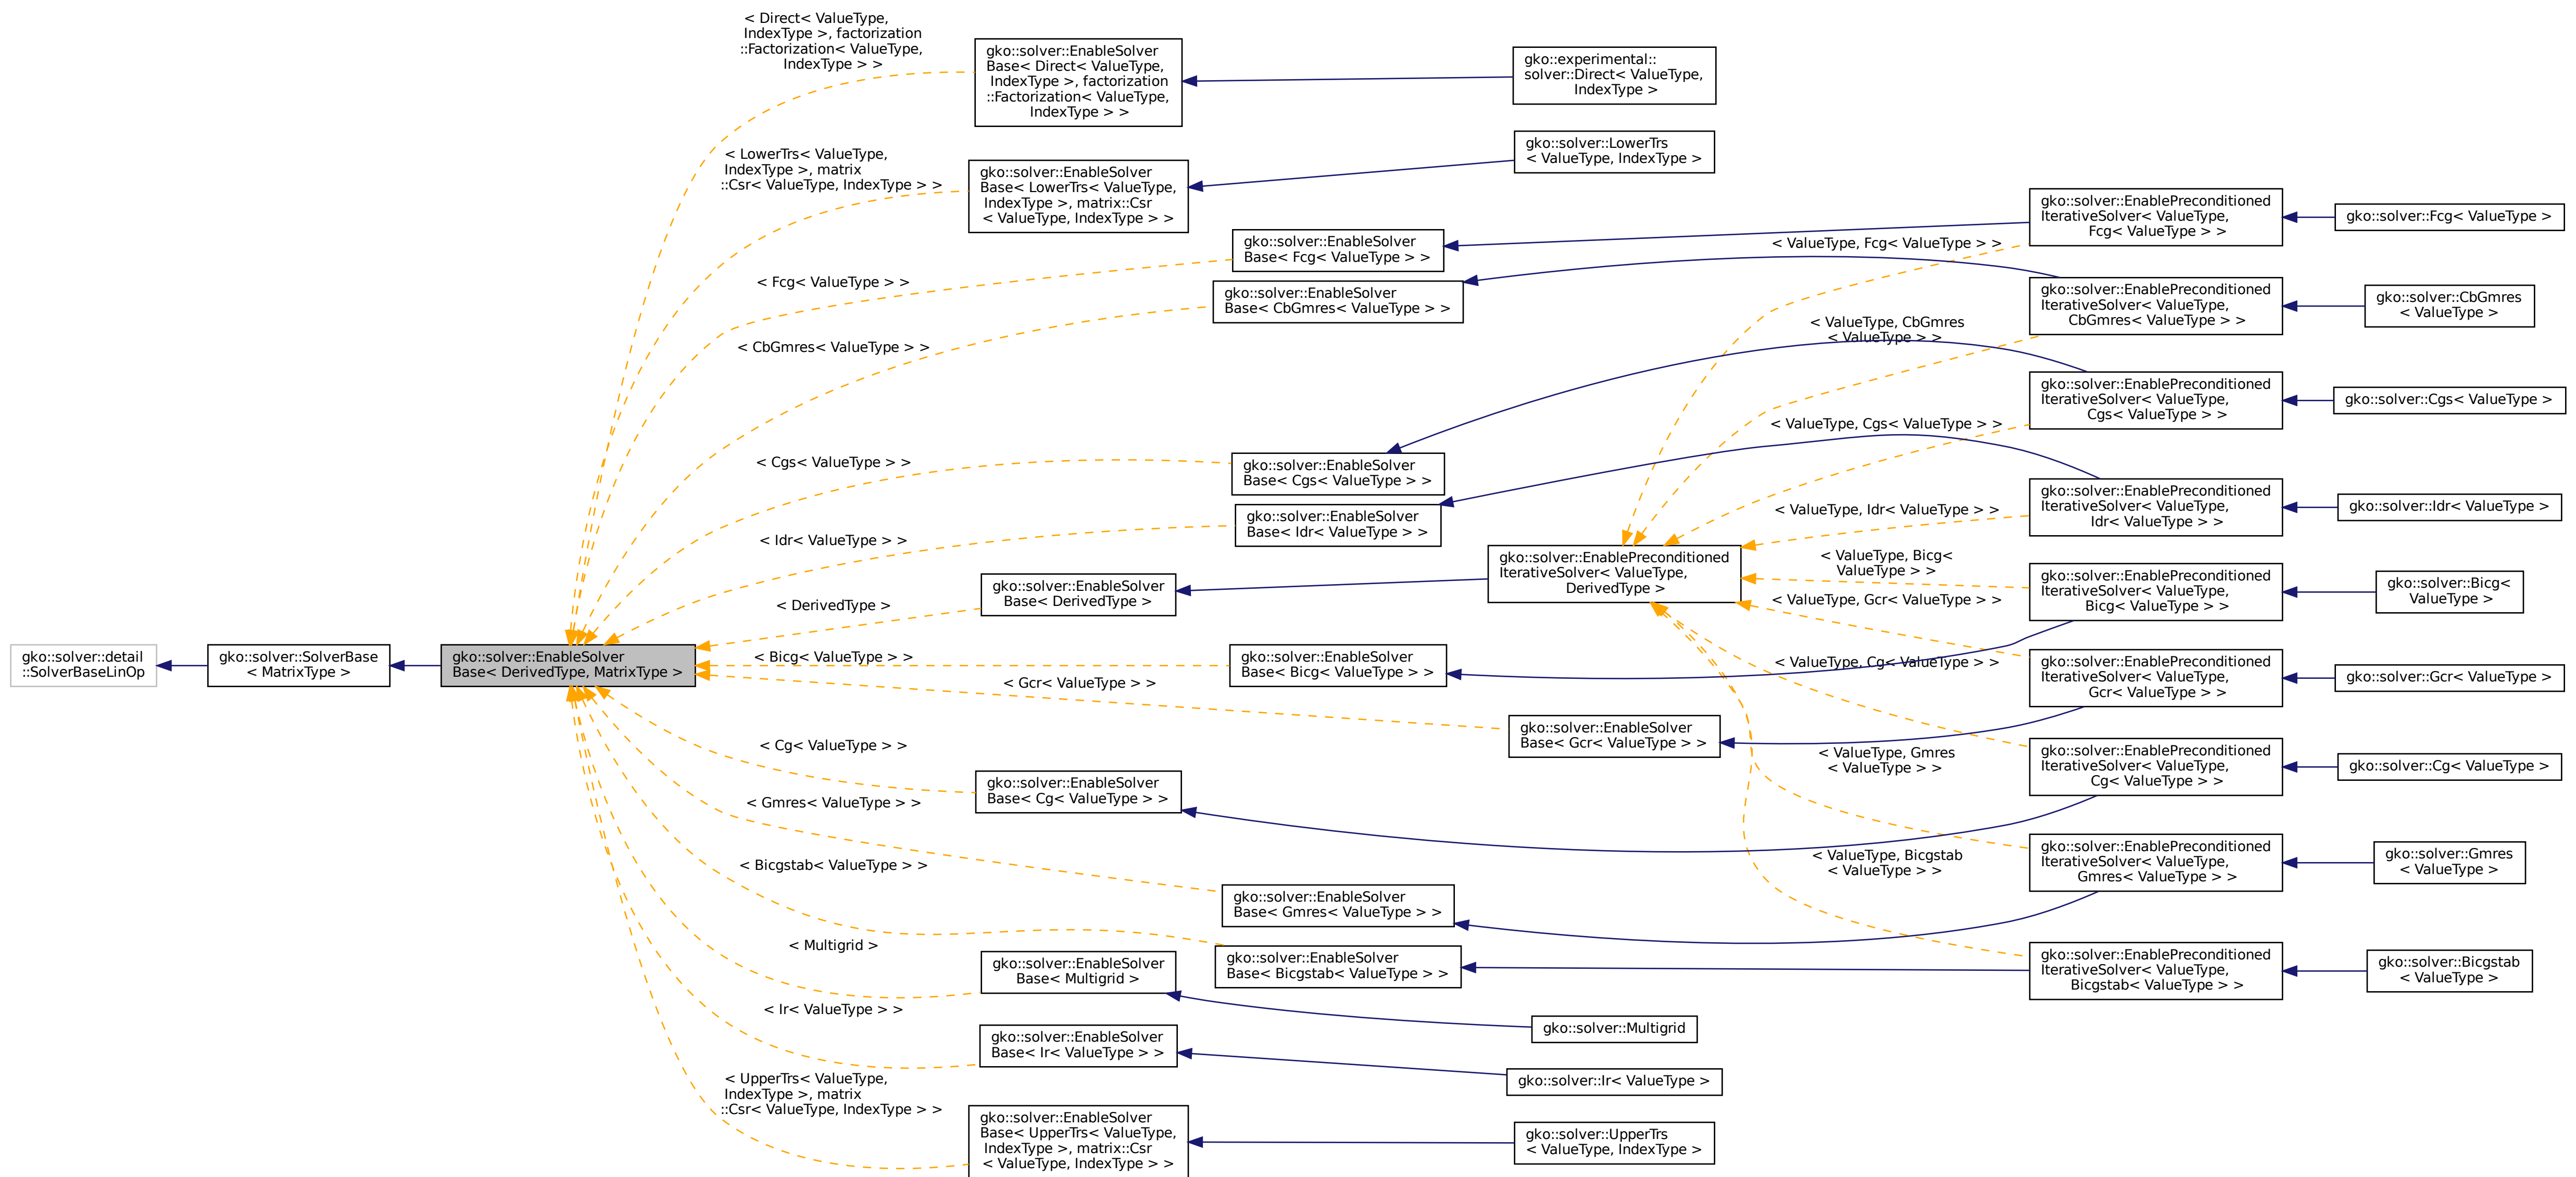 gko::solver::detail
::SolverBaseLinOp
gko::solver::SolverBase
< MatrixType >
gko::solver::EnableSolver
Base< DerivedType, MatrixType >
< Direct< ValueType,
IndexType >, factorization
::Factorization< ValueType,
IndexType > >
< LowerTrs< ValueType,
IndexType >, matrix
::Csr< ValueType, IndexType > >
< Fcg< ValueType > >
< CbGmres< ValueType > >
< Cgs< ValueType > >
< Idr< ValueType > >
< DerivedType >
< Bicg< ValueType > >
< Gcr< ValueType > >
< Cg< ValueType > >
< Gmres< ValueType > >
< Bicgstab< ValueType > >
< Multigrid >
< Ir< ValueType > >
< UpperTrs< ValueType,
IndexType >, matrix
::Csr< ValueType, IndexType > >
gko::solver::EnableSolver
Base< Direct< ValueType,
IndexType >, factorization
::Factorization< ValueType,
IndexType > >
gko::solver::EnableSolver
Base< LowerTrs< ValueType,
IndexType >, matrix::Csr
< ValueType, IndexType > >
gko::solver::EnableSolver
Base< Fcg< ValueType > >
gko::solver::EnableSolver
Base< CbGmres< ValueType > >
gko::solver::EnableSolver
Base< Cgs< ValueType > >
gko::solver::EnableSolver
Base< Idr< ValueType > >
gko::solver::EnableSolver
Base< DerivedType >
gko::solver::EnableSolver
Base< Bicg< ValueType > >
gko::solver::EnableSolver
Base< Gcr< ValueType > >
gko::solver::EnableSolver
Base< Cg< ValueType > >
gko::solver::EnableSolver
Base< Gmres< ValueType > >
gko::solver::EnableSolver
Base< Bicgstab< ValueType > >
gko::solver::EnableSolver
Base< Multigrid >
gko::solver::EnableSolver
Base< Ir< ValueType > >
gko::solver::EnableSolver
Base< UpperTrs< ValueType,
IndexType >, matrix::Csr
< ValueType, IndexType > >
gko::experimental::
solver::Direct< ValueType,
IndexType >
gko::solver::LowerTrs
< ValueType, IndexType >
gko::solver::EnablePreconditioned
IterativeSolver< ValueType,
DerivedType >
gko::solver::Multigrid
gko::solver::Ir< ValueType >
gko::solver::UpperTrs
< ValueType, IndexType >
< ValueType, Fcg< ValueType > >
< ValueType, CbGmres
< ValueType > >
< ValueType, Cgs< ValueType > >
< ValueType, Idr< ValueType > >
< ValueType, Bicg<
ValueType > >
< ValueType, Gcr< ValueType > >
< ValueType, Cg< ValueType > >
< ValueType, Gmres
< ValueType > >
< ValueType, Bicgstab
< ValueType > >
gko::solver::EnablePreconditioned
IterativeSolver< ValueType,
Fcg< ValueType > >
gko::solver::EnablePreconditioned
IterativeSolver< ValueType,
CbGmres< ValueType > >
gko::solver::EnablePreconditioned
IterativeSolver< ValueType,
Cgs< ValueType > >
gko::solver::EnablePreconditioned
IterativeSolver< ValueType,
Idr< ValueType > >
gko::solver::EnablePreconditioned
IterativeSolver< ValueType,
Bicg< ValueType > >
gko::solver::EnablePreconditioned
IterativeSolver< ValueType,
Gcr< ValueType > >
gko::solver::EnablePreconditioned
IterativeSolver< ValueType,
Cg< ValueType > >
gko::solver::EnablePreconditioned
IterativeSolver< ValueType,
Gmres< ValueType > >
gko::solver::EnablePreconditioned
IterativeSolver< ValueType,
Bicgstab< ValueType > >
gko::solver::Fcg< ValueType >
gko::solver::CbGmres
< ValueType >
gko::solver::Cgs< ValueType >
gko::solver::Idr< ValueType >
gko::solver::Bicg<
ValueType >
gko::solver::Gcr< ValueType >
gko::solver::Cg< ValueType >
gko::solver::Gmres
< ValueType >
gko::solver::Bicgstab
< ValueType >